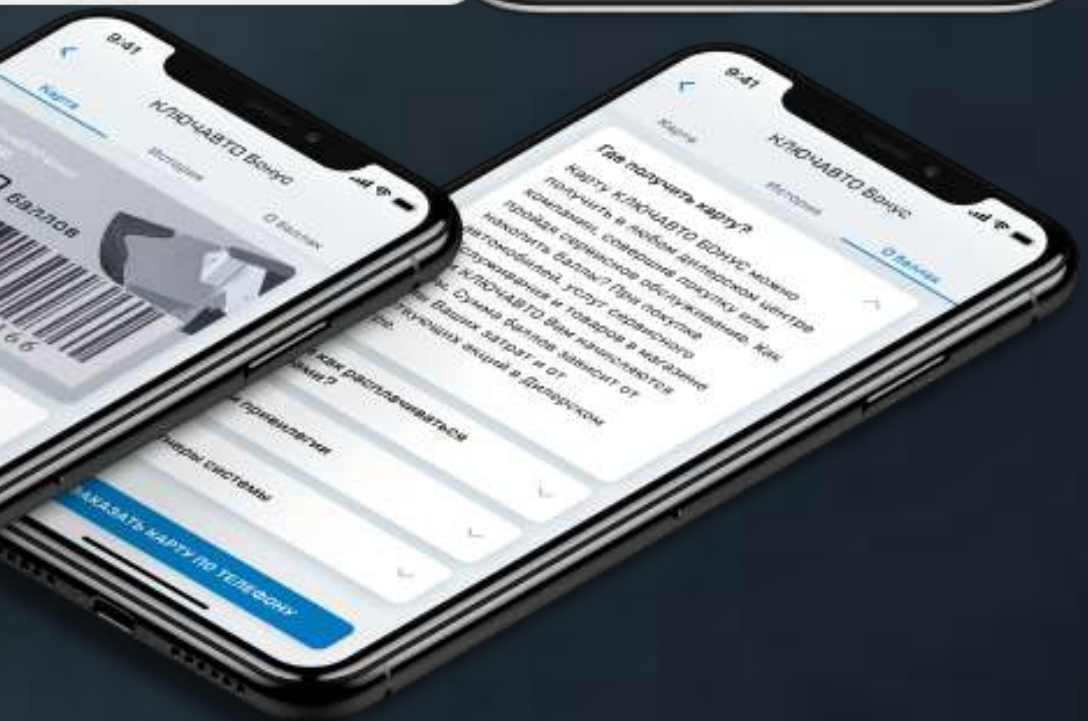 9:41
КЛЮЧАВТО Бонус
Карта
История
О баллах
баллов
66
9:41
КЛЮЧАВТО Бонус
Карта
История
О баллах
Где получить карту?
Карту КЛЮЧАВТО БОНУС можно
получить в любом дилерском центре
компании, совершив покупку или
пройдя сервисное обслуживание. Как
накопить баллы? При покупке
автомобилей, услуг сервисного
служивания и товаров в магазине
КЛЮЧАВТО Вам начисляются
Сумма баллов зависит от
Ваших затрат и от
акций в Дилерском
как расплачиваться
привилегии
системы
ЗАКАЗАТЬ КАРТУ ПО ТЕЛЕФОНУ